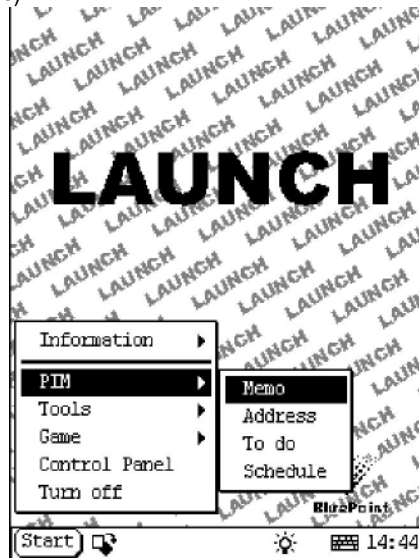 LAUNCH
Information
PIM
Memo
Tools
Address
Game
To do
Control Panel
Schedule
Turn off
BluePoint
Start
14:44